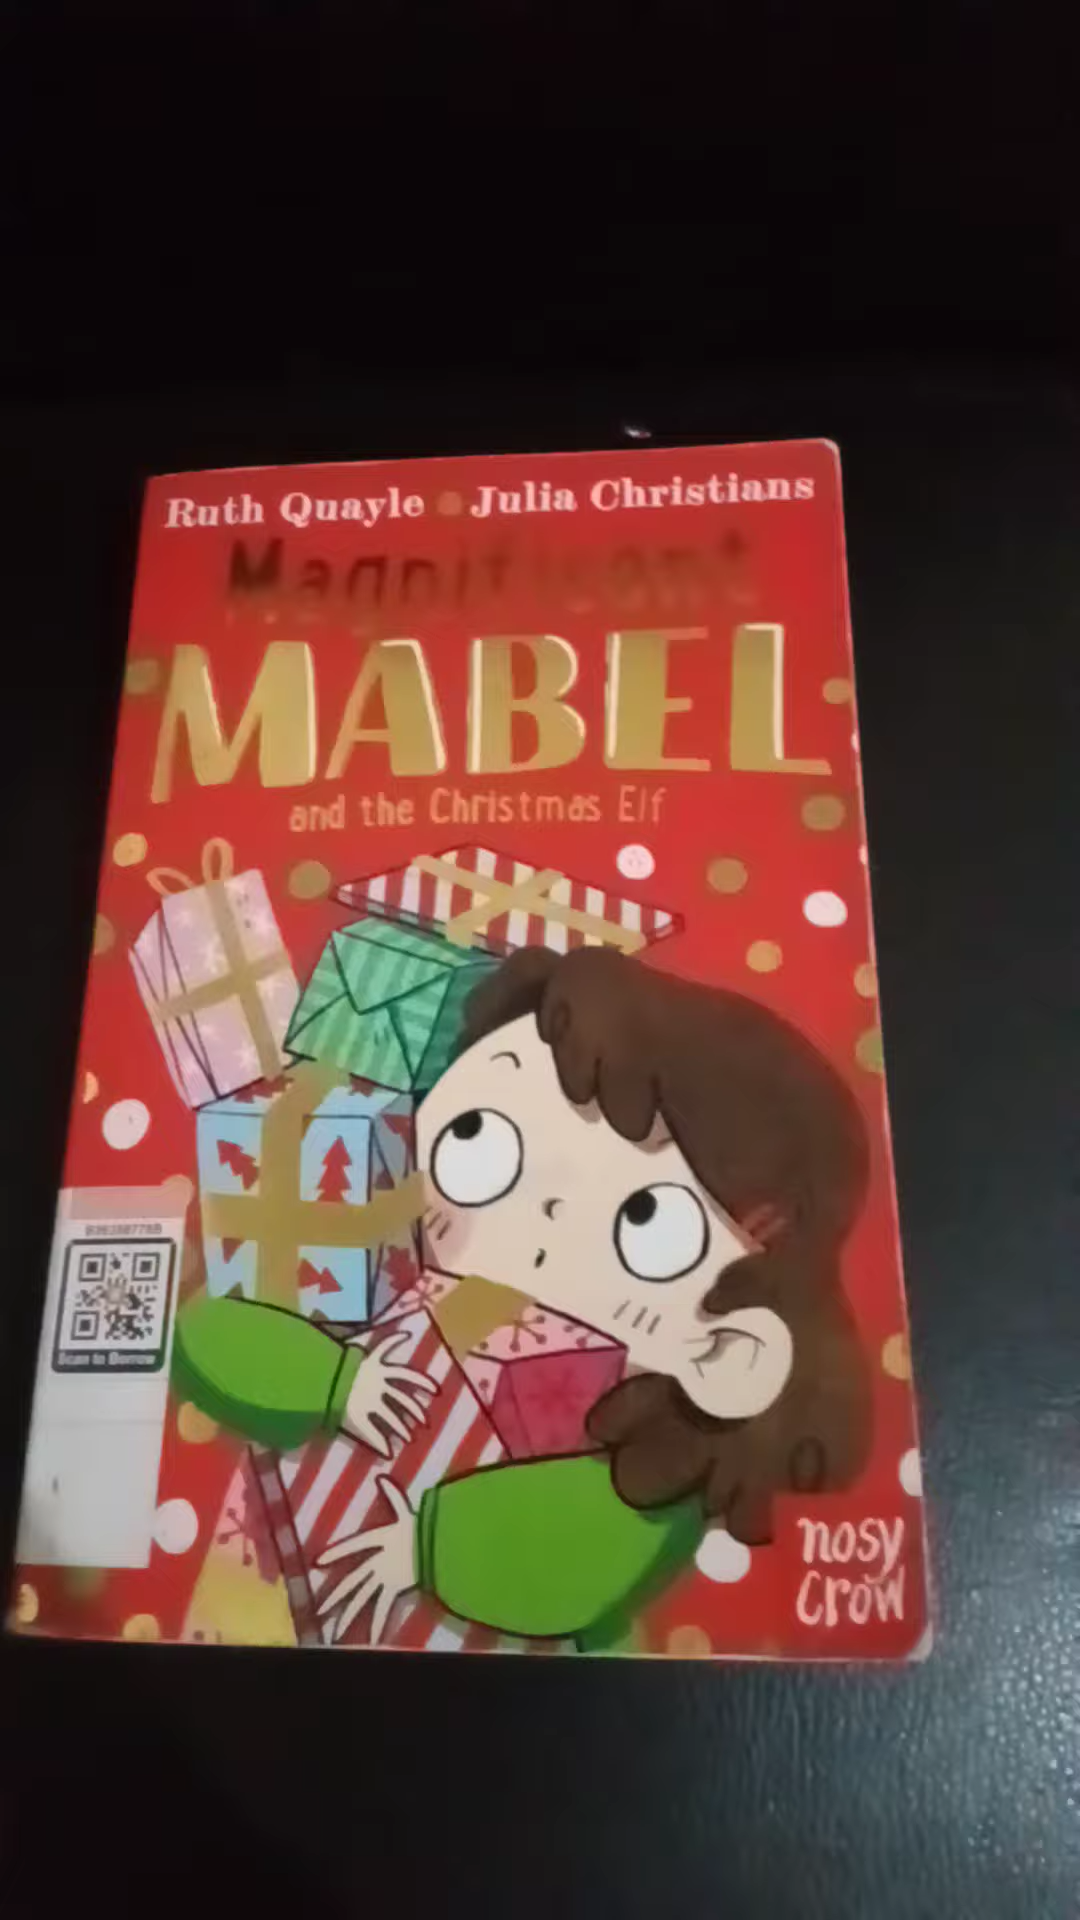 Ruth Quayle Julia Christians
Magnificent
MABEL
and the Christmas Elf
Scan to Borrow
nosy
crow